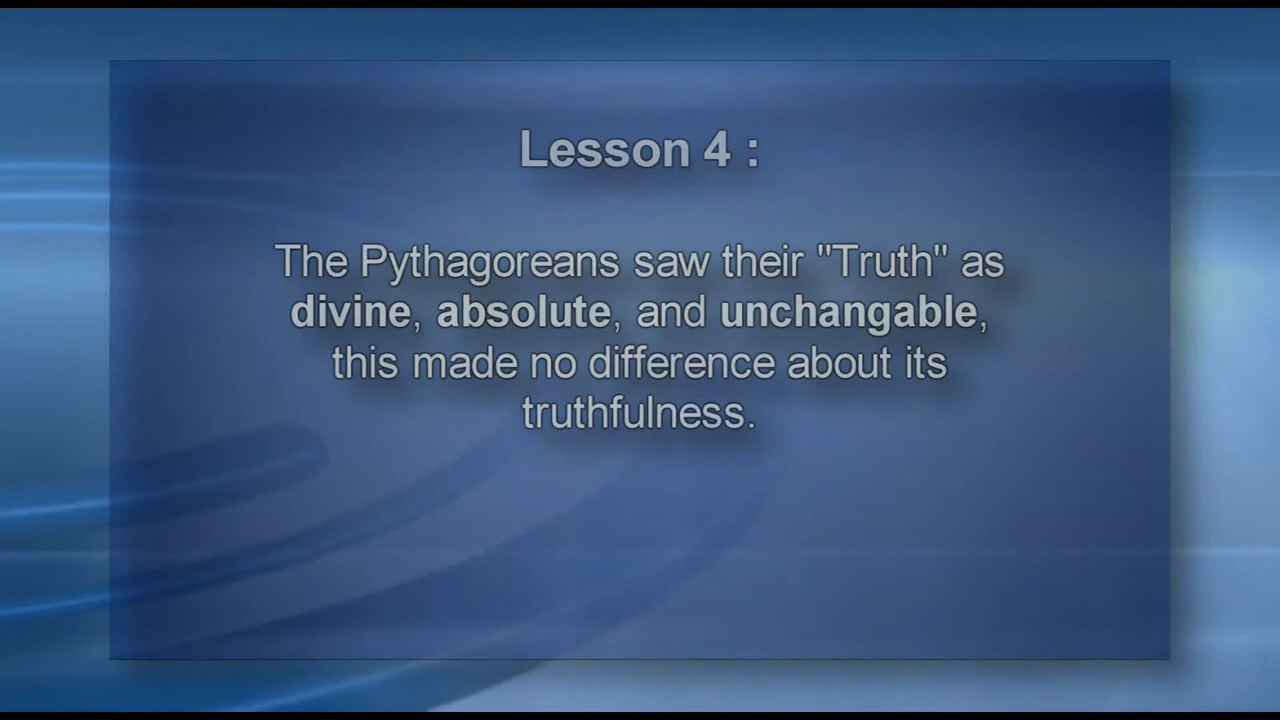 Lesson 4 :
The Pythagoreans saw their "Truth" as
divine, absolute, and unchangable,
this made no difference about its
truthfulness.